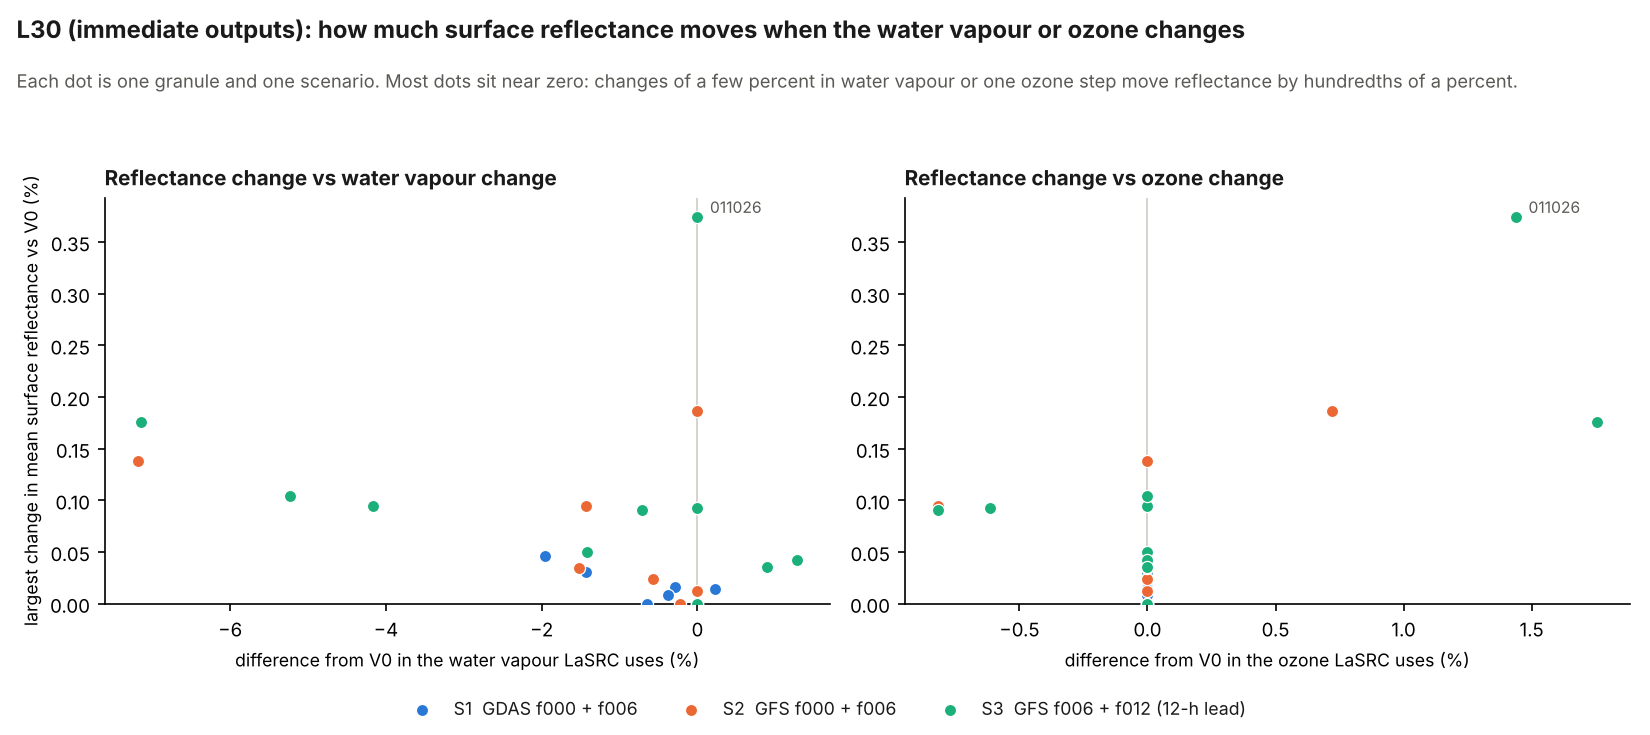 L30 (immediate outputs): how much surface reflectance moves when the water vapour or ozone changes
Each dot is one granule and one scenario. Most dots sit near zero: changes of a few percent in water vapour or one ozone step move reflectance by hundredths of a percent.
Reflectance change vs water vapour change
largest change in mean surface reflectance vs V0 (%)
011026
0.35
0.30
0.25
0.20
0.15
0.10
0.05
0.00
−6
−4
−2
0
difference from V0 in the water vapour LaSRC uses (%)
Reflectance change vs ozone change
011026
0.35
0.30
0.25
0.20
0.15
0.10
0.05
0.00
−0.5
0.0
0.5
1.0
1.5
difference from V0 in the ozone LaSRC uses (%)
S1 GDAS f000 + f006
S2 GFS f000 + f006
S3 GFS f006 + f012 (12-h lead)